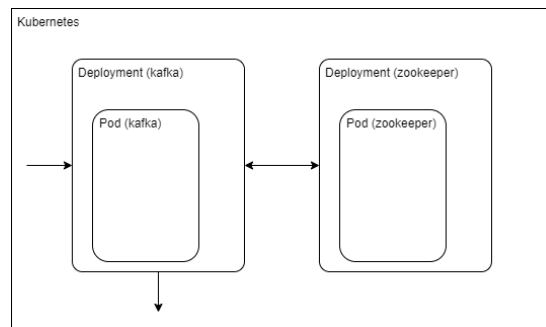 Kubernetes
Deployment (kafka)
Deployment (zookeeper)
Pod (kafka)
Pod (zookeeper)